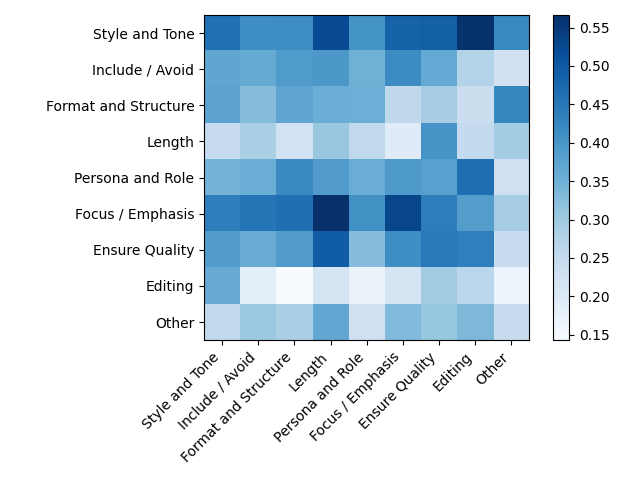 Style and Tone
Include / Avoid
Format and Structure
Length
Persona and Role
Focus / Emphasis
Ensure Quality
Editing
Other
Style and Tone
Include / Avoid
Format and Structure
Length
Persona and Role
Focus / Emphasis
Ensure Quality
Editing
Other
0.55
0.50
0.45
0.40
0.35
0.30
0.25
0.20
0.15